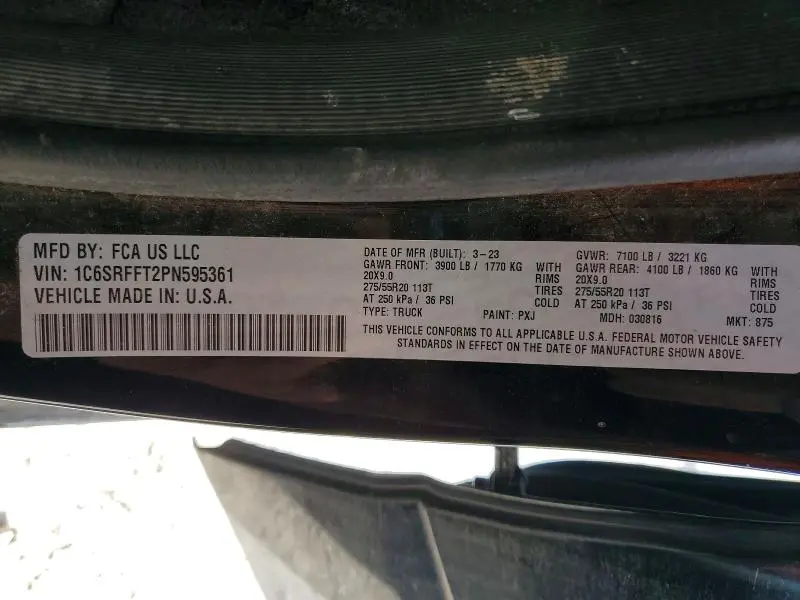 MFD BY: FCA US LLC
VIN: 1C6SRFFT2PN595361
VEHICLE MADE IN: U.S.A.
DATE OF MFR (BUILT): 3-23
GAWR FRONT: 3900 LB / 1770 KG WITH
20X9.0 RIMS
275/55R20 113T TIRES
AT 250 kPa / 36 PSI COLD
TYPE: TRUCK PAINT: PXJ
GVWR: 7100 LB / 3221 KG
GAWR REAR: 4100 LB / 1860 KG WITH
20X9.0 RIMS
275/55R20 113T TIRES
AT 250 kPa / 36 PSI COLD
MDH: 030816 MKT: 875
THIS VEHICLE CONFORMS TO ALL APPLICABLE U.S.A. FEDERAL MOTOR VEHICLE SAFETY
STANDARDS IN EFFECT ON THE DATE OF MANUFACTURE SHOWN ABOVE.